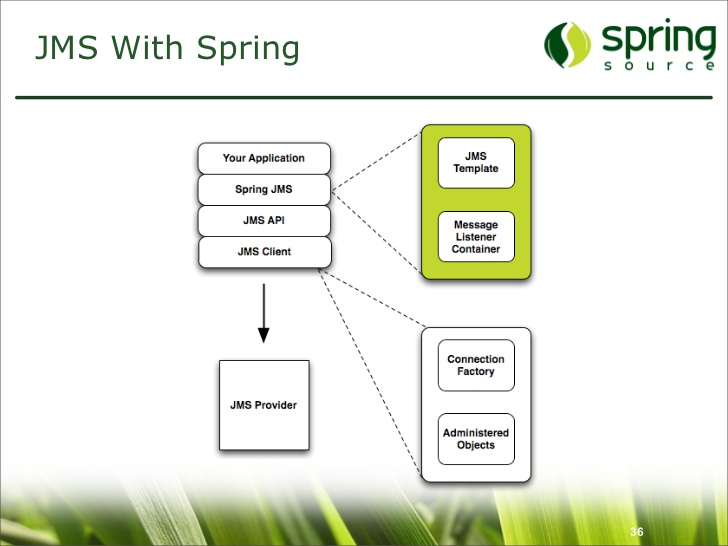 JMS With Spring
spring
source
Your Application
Spring JMS
JMS API
JMS Client
JMS
Template
Message
Listener
Container
JMS Provider
Connection
Factory
Administered
Objects
36